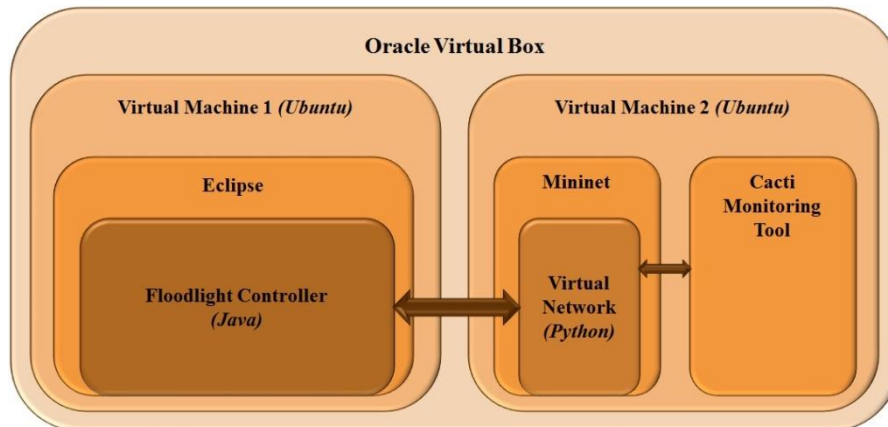 Oracle Virtual Box
Virtual Machine 1 (Ubuntu)
Eclipse
Floodlight Controller
(Java)
Virtual Machine 2 (Ubuntu)
Mininet
Virtual
Network
(Python)
Cacti
Monitoring
Tool